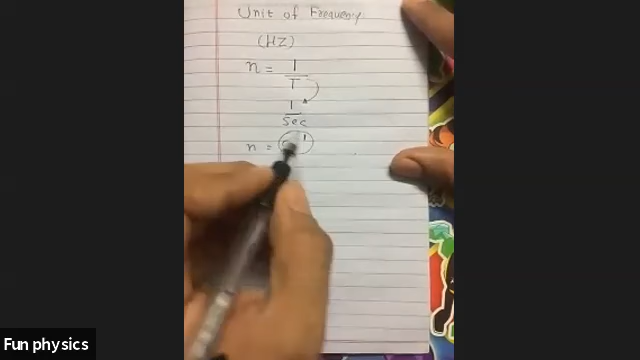 Unit of Frequency
(HZ)
n = 1
T
1
Sec
n =
Fun physics